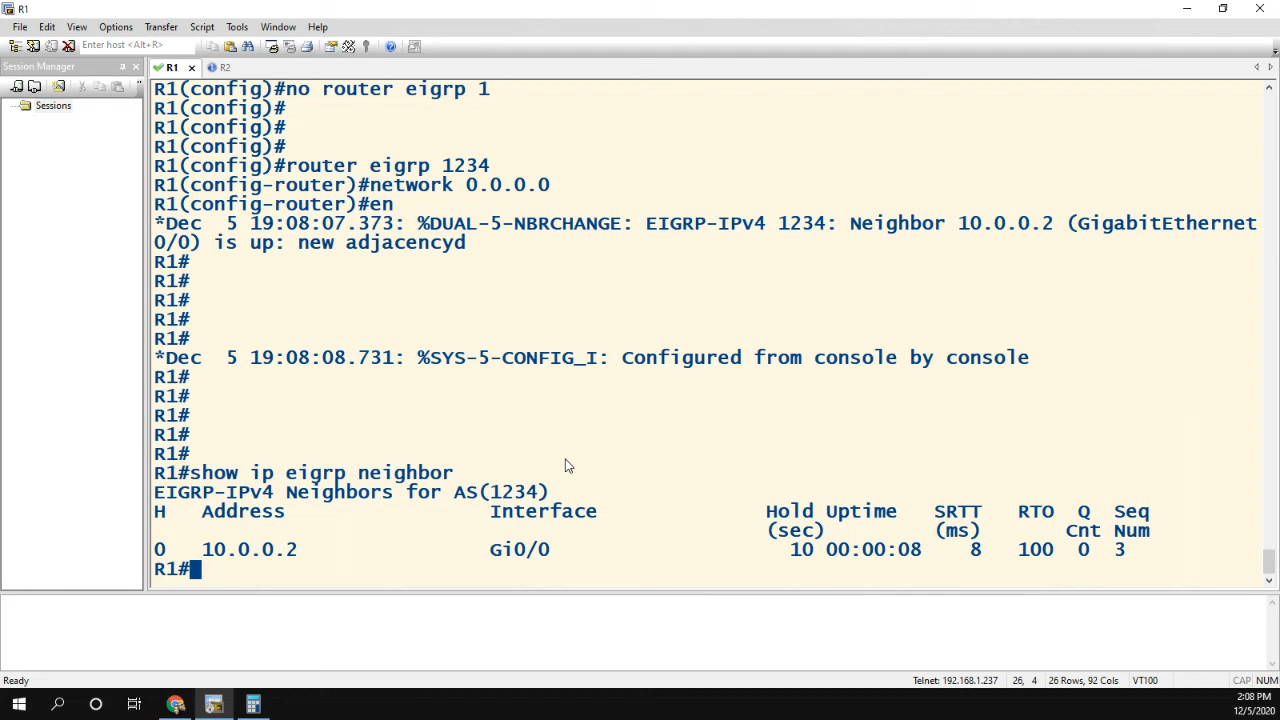 R1
File Edit View Options Transfer Script Tools Window Help
Enter host <Alt+R>
Session Manager
R1
R2
Sessions
R1(config)#no router eigrp 1
R1(config)#
R1(config)#
R1(config)#
R1(config)#router eigrp 1234
R1(config-router)#network 0.0.0.0
R1(config-router)#en
*Dec  5 19:08:07.373: %DUAL-5-NBRCHANGE: EIGRP-IPv4 1234: Neighbor 10.0.0.2 (GigabitEthernet
0/0) is up: new adjacencyd
R1#
R1#
R1#
R1#
R1#
*Dec  5 19:08:08.731: %SYS-5-CONFIG_I: Configured from console by console
R1#
R1#
R1#
R1#
R1#
R1#show ip eigrp neighbor
EIGRP-IPv4 Neighbors for AS(1234)
H   Address                 Interface              Hold Uptime   SRTT   RTO  Q  Seq
(sec)         (ms)       Cnt Num
0   10.0.0.2                Gi0/0                    10 00:00:08    8   100  0  3
R1#
Ready
Telnet: 192.168.1.237 26, 4 26 Rows, 92 Cols VT100 CAP NUM
2:08 PM
12/5/2020